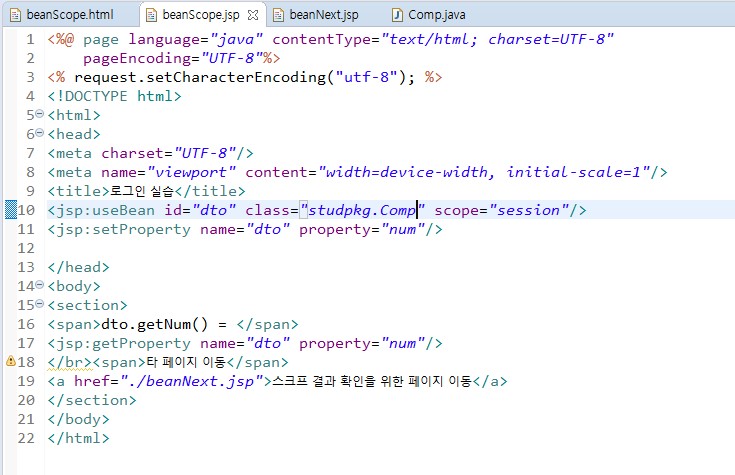 beanScope.html beanScope.jsp beanNext.jsp Comp.java
1 <%@ page language="java" contentType="text/html; charset=UTF-8"
2     pageEncoding="UTF-8"%>
3 <% request.setCharacterEncoding("utf-8"); %>
4 <!DOCTYPE html>
5 <html>
6 <head>
7 <meta charset="UTF-8"/>
8 <meta name="viewport" content="width=device-width, initial-scale=1"/>
9 <title>로그인 실습</title>
10 <jsp:useBean id="dto" class="studpkg.Comp" scope="session"/>
11 <jsp:setProperty name="dto" property="num"/>
12
13 </head>
14 <body>
15 <section>
16 <span>dto.getNum() = </span>
17 <jsp:getProperty name="dto" property="num"/>
18 </br><span>타 페이지 이동</span>
19 <a href="./beanNext.jsp">스크프 결과 확인을 위한 페이지 이동</a>
20 </section>
21 </body>
22 </html>